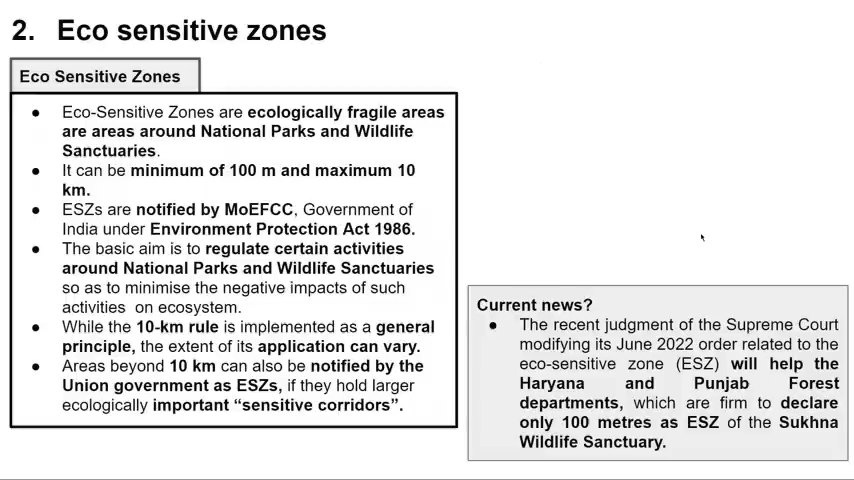 2. Eco sensitive zones
Eco Sensitive Zones
● Eco-Sensitive Zones are ecologically fragile areas
are areas around National Parks and Wildlife
Sanctuaries.
● It can be minimum of 100 m and maximum 10
km.
● ESZs are notified by MoEFCC, Government of
India under Environment Protection Act 1986.
● The basic aim is to regulate certain activities
around National Parks and Wildlife Sanctuaries
so as to minimise the negative impacts of such
activities on ecosystem.
● While the 10-km rule is implemented as a general
principle, the extent of its application can vary.
● Areas beyond 10 km can also be notified by the
Union government as ESZs, if they hold larger
ecologically important “sensitive corridors”.
Current news?
● The recent judgment of the Supreme Court
modifying its June 2022 order related to the
eco-sensitive zone (ESZ) will help the
Haryana and Punjab Forest
departments, which are firm to declare
only 100 metres as ESZ of the Sukhna
Wildlife Sanctuary.